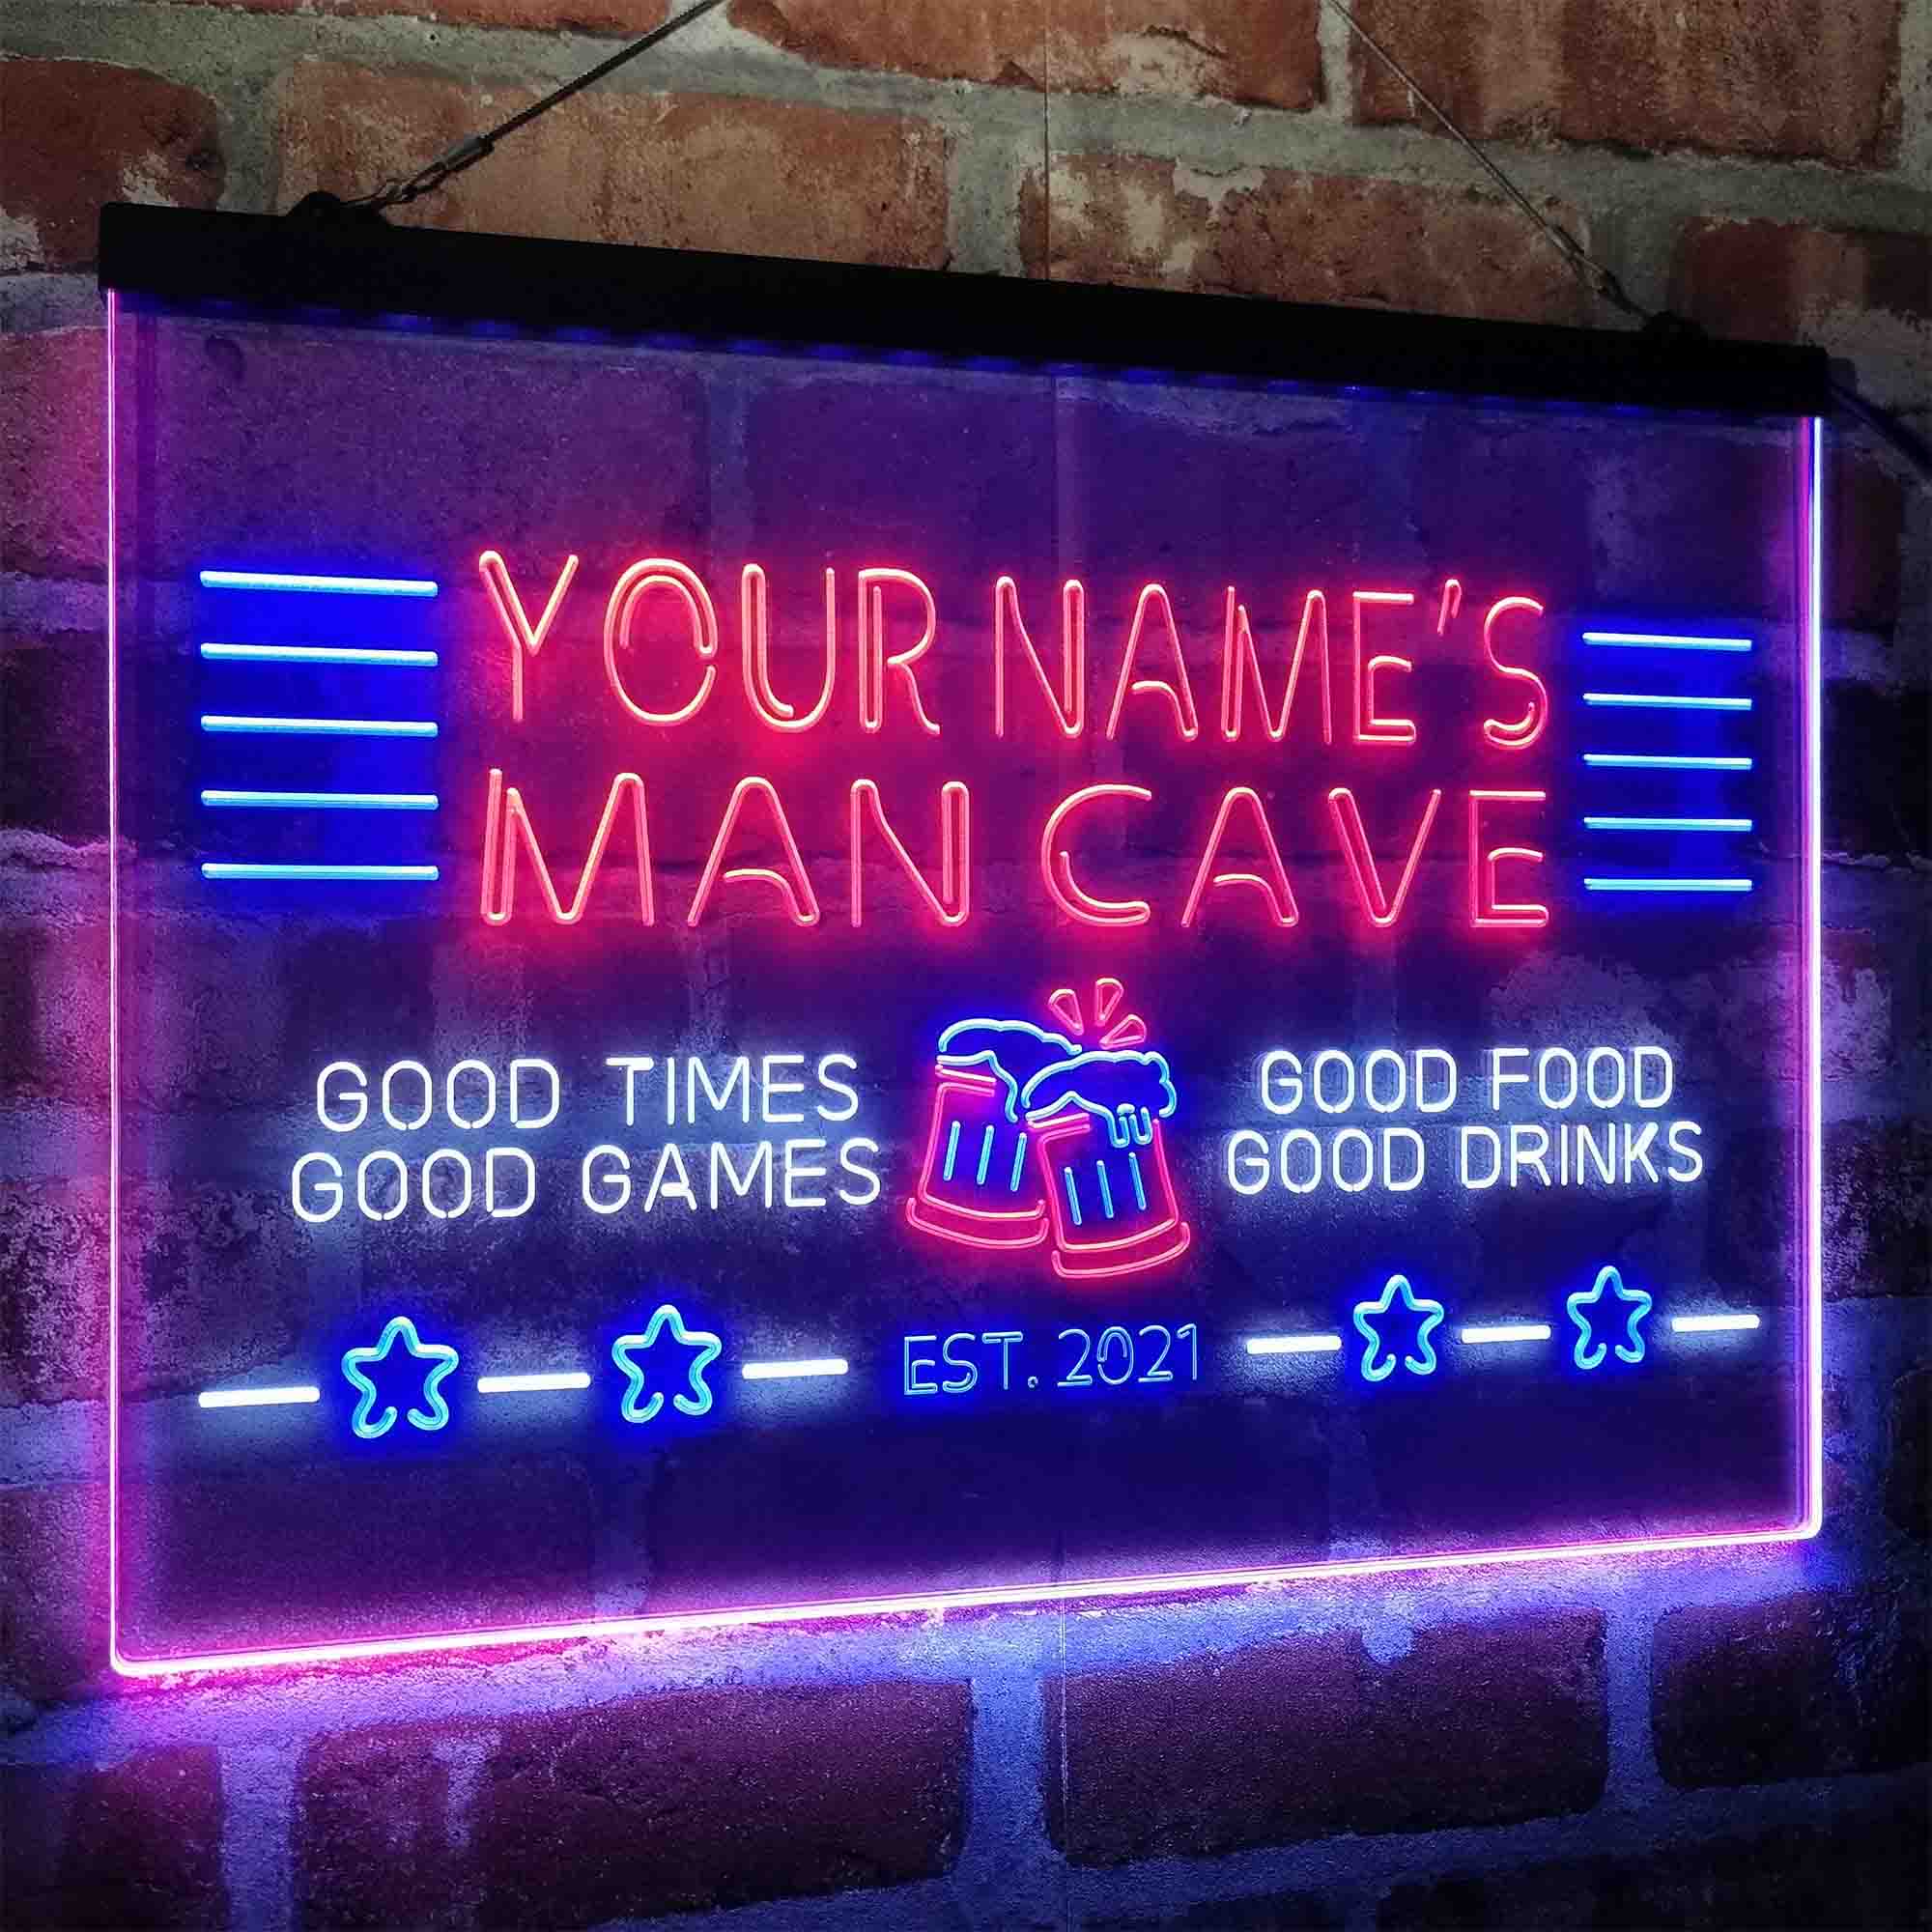 YOUR NAME'S
MAN CAVE
GOOD TIMES
GOOD GAMES
GOOD FOOD
GOOD DRINKS
EST. 2021